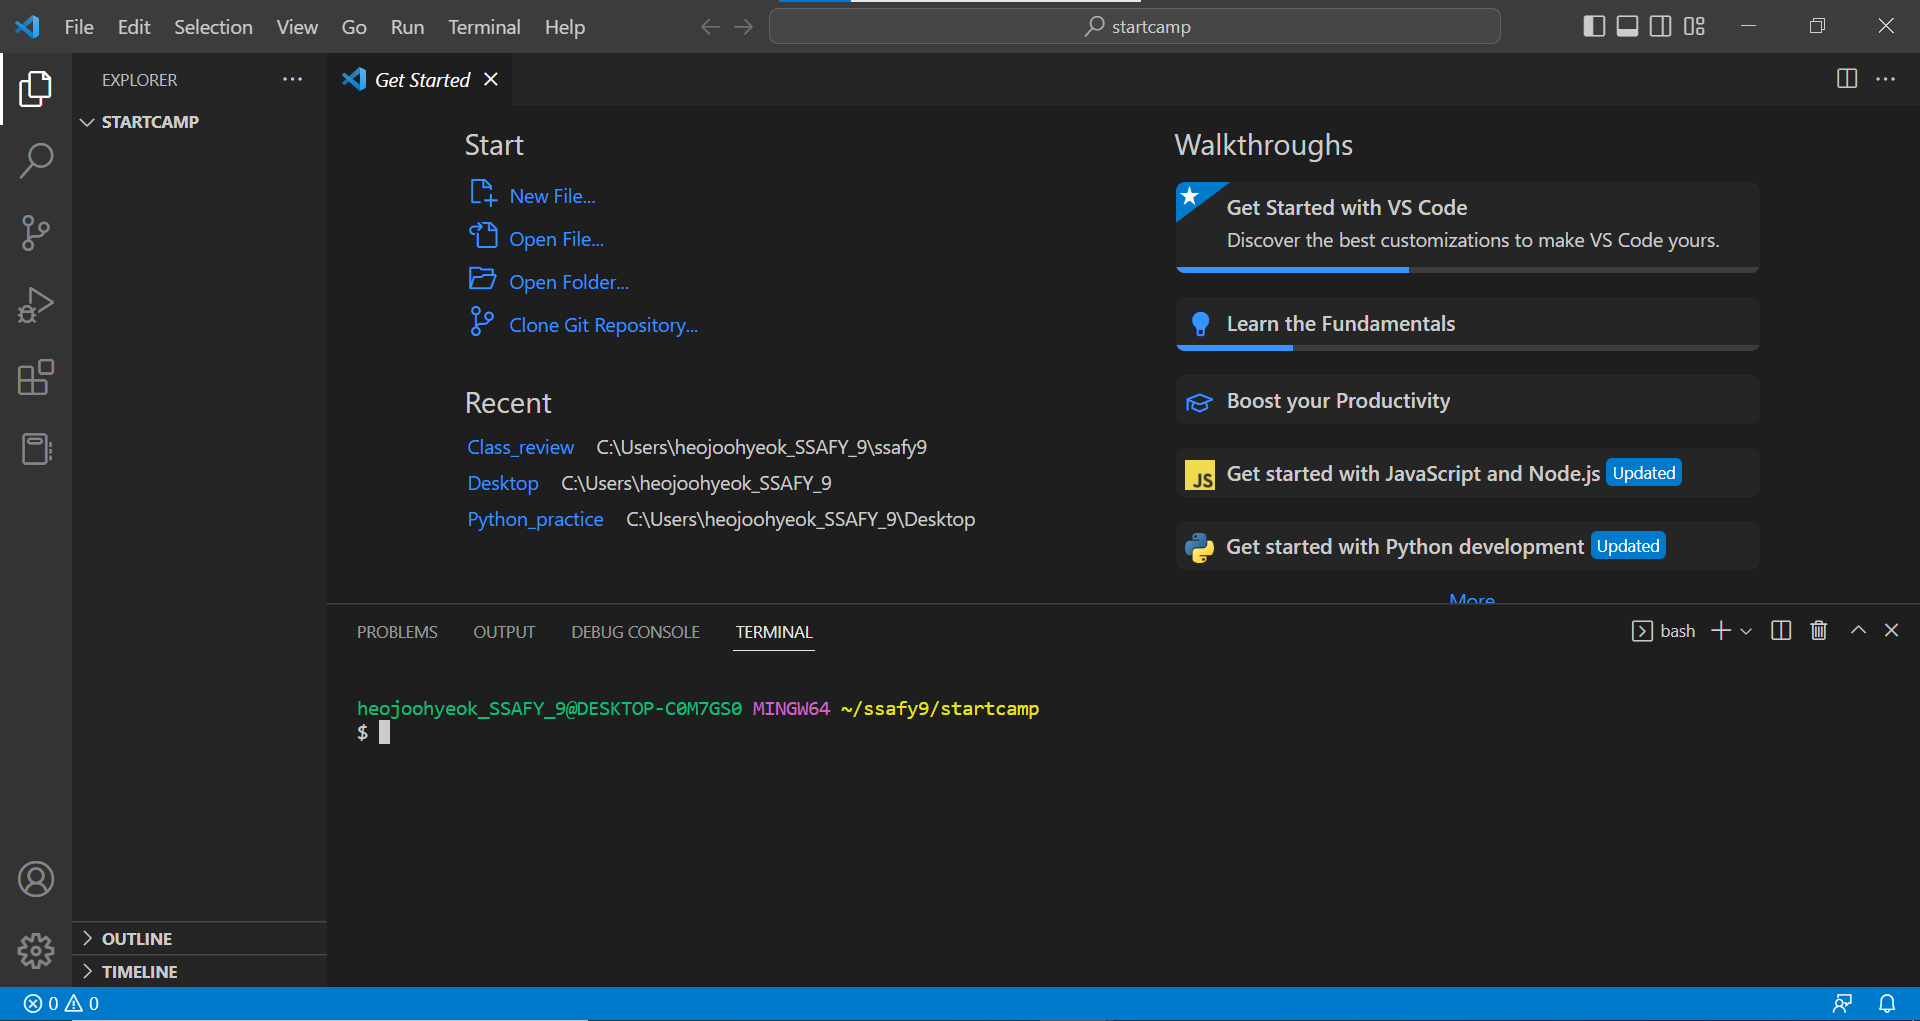 File Edit Selection View Go Run Terminal Help startcamp
EXPLORER
STARTCAMP
OUTLINE
TIMELINE
Get Started
Start
New File...
Open File...
Open Folder...
Clone Git Repository...
Recent
Class_review C:\Users\heojoohyeok_SSAFY_9\ssafy9
Desktop C:\Users\heojoohyeok_SSAFY_9
Python_practice C:\Users\heojoohyeok_SSAFY_9\Desktop
Walkthroughs
Get Started with VS Code
Discover the best customizations to make VS Code yours.
Learn the Fundamentals
Boost your Productivity
JS Get started with JavaScript and Node.js Updated
Get started with Python development Updated
More...
PROBLEMS OUTPUT DEBUG CONSOLE TERMINAL bash
heojoohyeok_SSAFY_9@DESKTOP-C0M7GS0 MINGW64 ~/ssafy9/startcamp
$
0 0